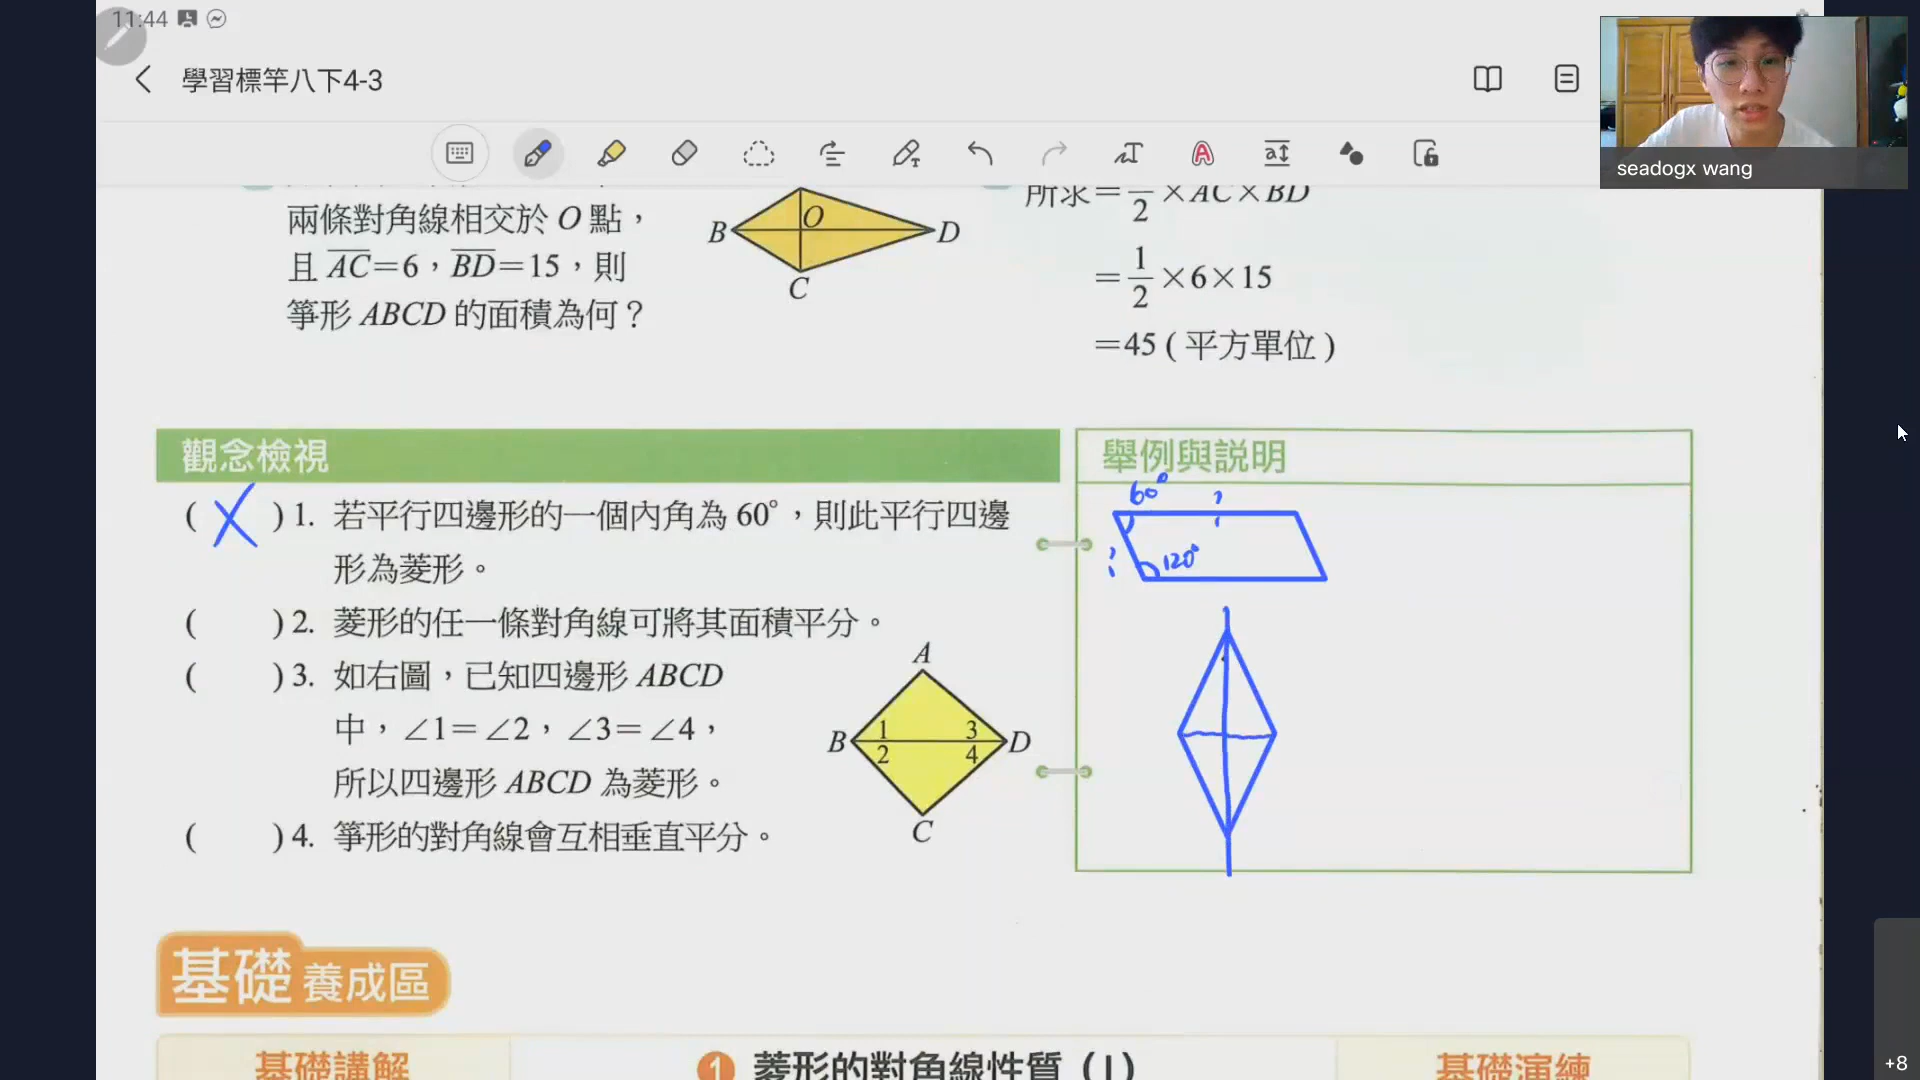 11:44
學習標竿八下4-3
seadogx wang
兩條對角線相交於 O 點，
且 AC=6，BD=15，則
箏形 ABCD 的面積為何？
B
O
D
C
所求= 2 ×AC×BD
=1/2×6×15
=45 ( 平方單位 )
觀念檢視
( X ) 1. 若平行四邊形的一個內角為 60°，則此平行四邊
形為菱形。
( ) 2. 菱形的任一條對角線可將其面積平分。
( ) 3. 如右圖，已知四邊形 ABCD
中，∠1=∠2，∠3=∠4，
所以四邊形 ABCD 為菱形。
( ) 4. 箏形的對角線會互相垂直平分。
A
B
1
3
D
2
4
C
舉例與説明
60°
120°
基礎 養成區
基礎講解
1 菱形的對角線性質（1）
基礎演練
+8